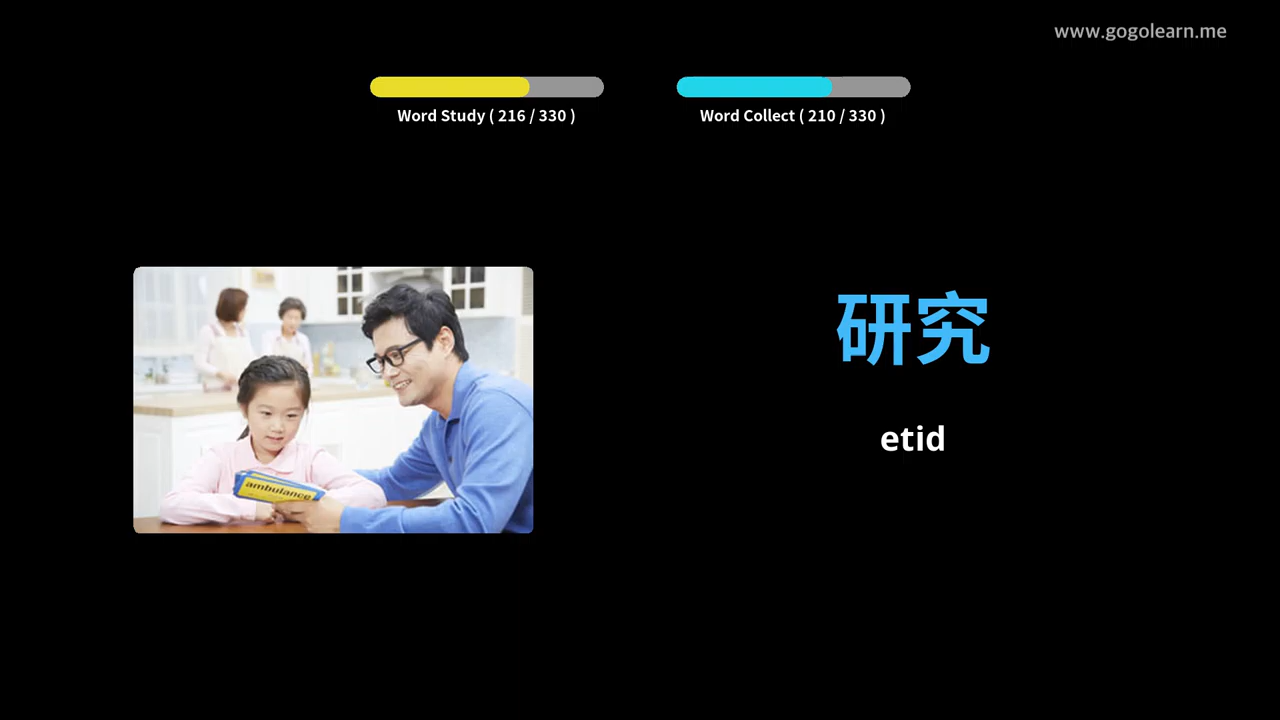 www.gogolearn.me
Word Study ( 216 / 330 )
Word Collect ( 210 / 330 )
研究
etid
ambulance